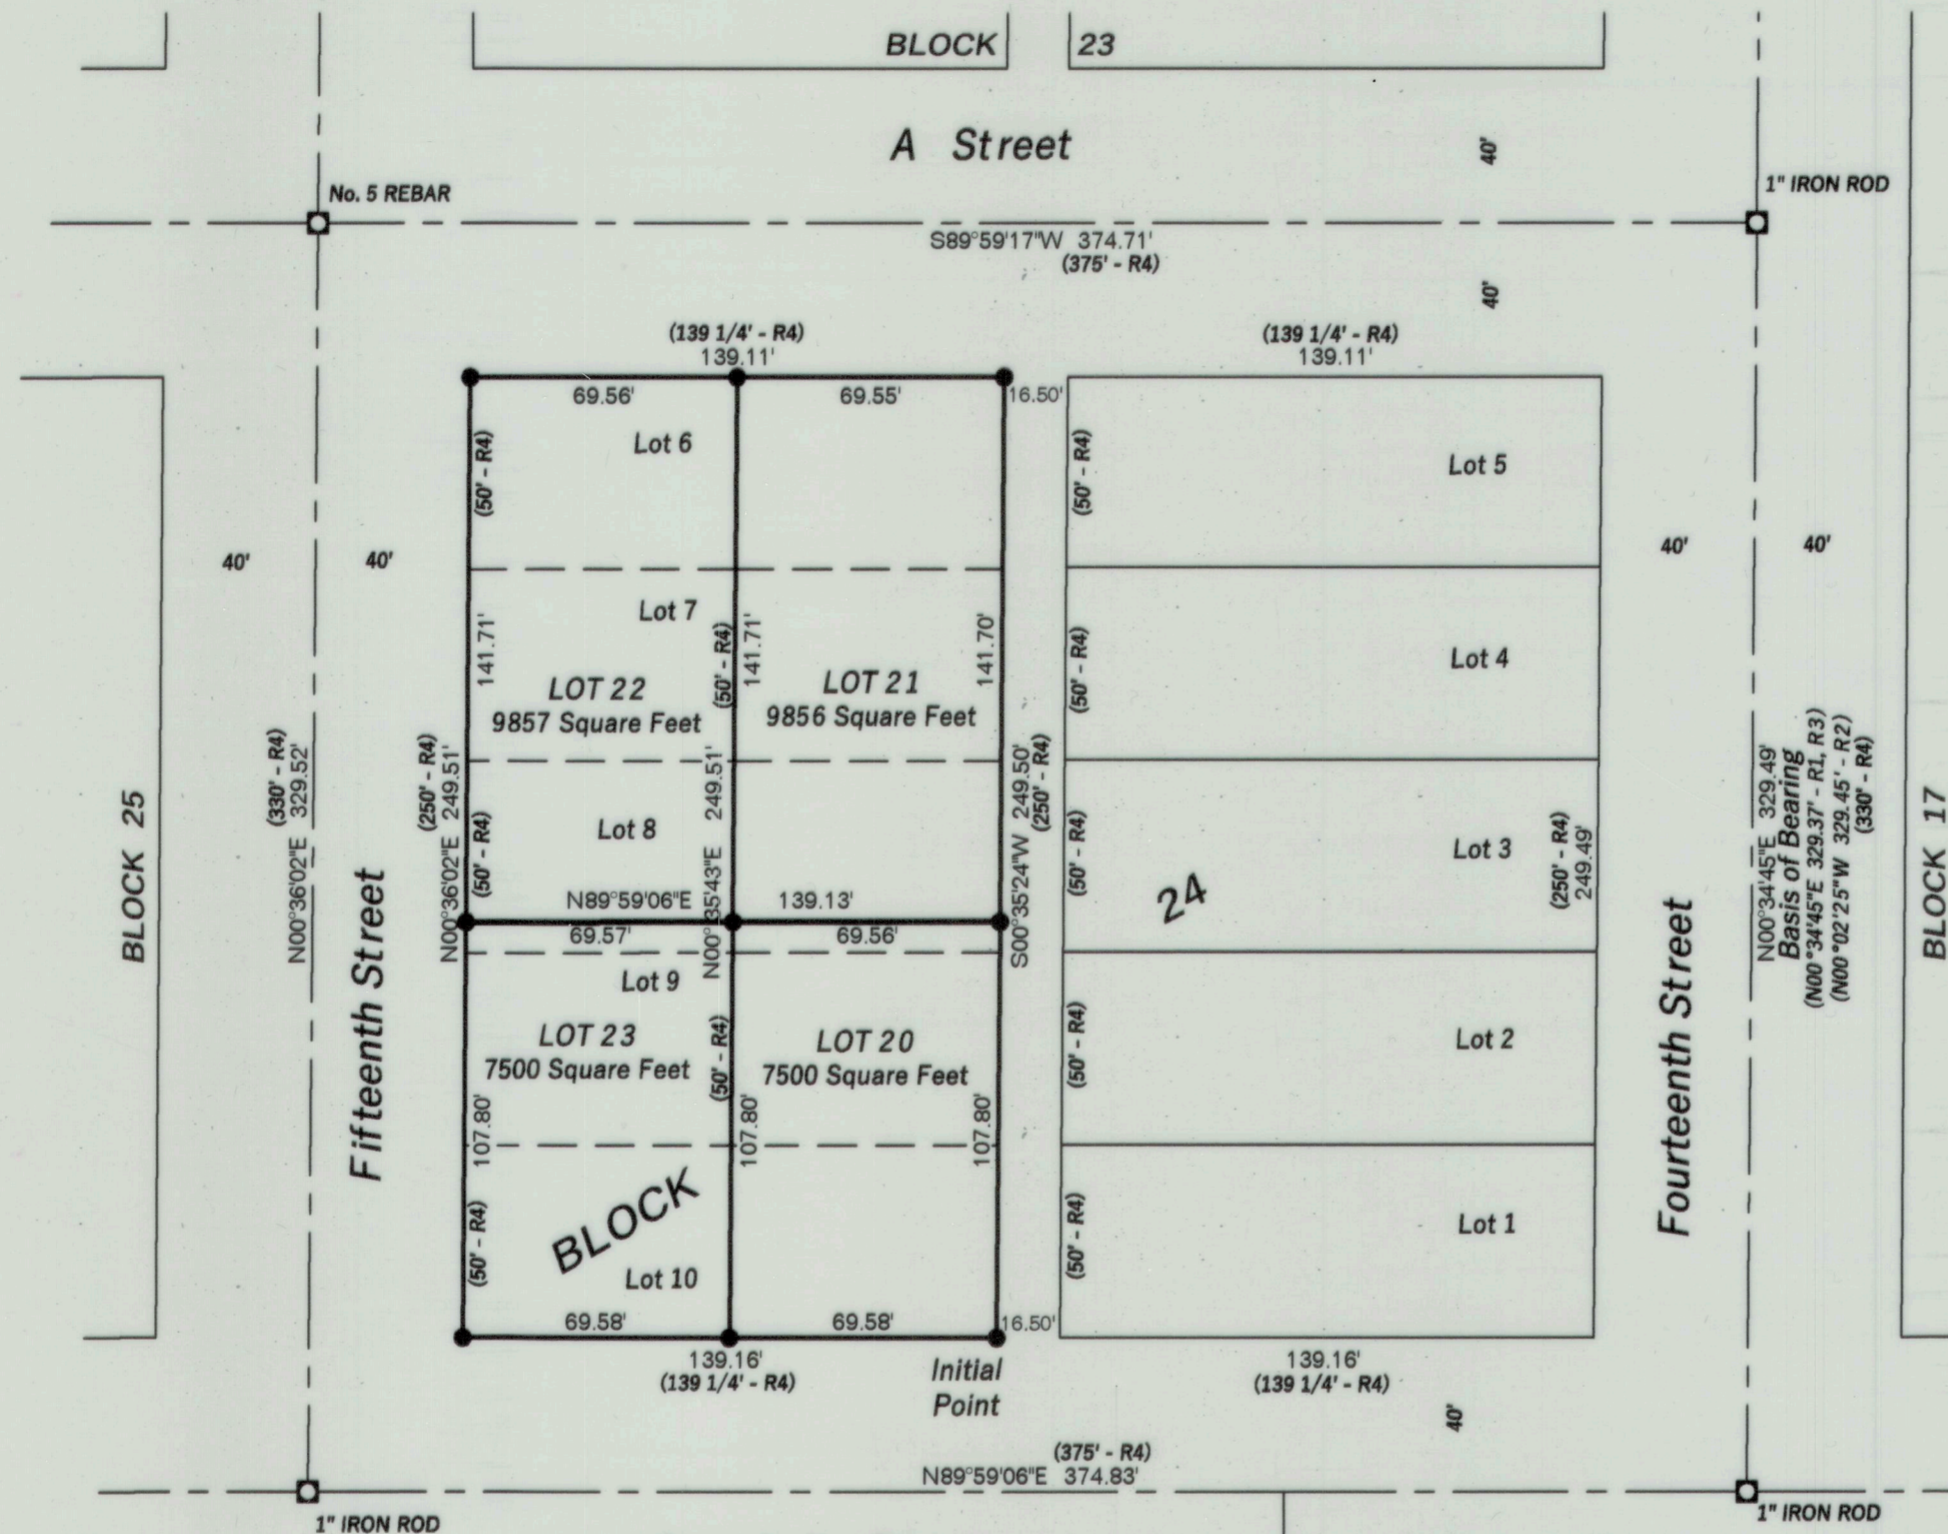 BLOCK 23
A Street
40'
No. 5 REBAR
1" IRON ROD
S89°59'17"W 374.71'
(375' - R4)
40'
(139 1/4' - R4)
139.11'
(139 1/4' - R4)
139.11'
69.56'
69.55'
16.50'
Lot 6
(50' - R4)
(50' - R4)
Lot 5
40'
40'
40'
40'
Lot 7
141.71'
(50' - R4)
141.71'
141.70'
(50' - R4)
Lot 4
LOT 22
9857 Square Feet
LOT 21
9856 Square Feet
BLOCK 25
(330' - R4)
N00°36'02"E 329.52'
Fifteenth Street
(250' - R4)
N00°36'02"E 249.51'
(50' - R4)
Lot 8
N00°35'43"E 249.51'
S00°35'24"W 249.50'
(250' - R4)
(50' - R4)
Lot 3
24
(250' - R4)
249.49'
Fourteenth Street
N00°34'45"E 329.49'
Basis of Bearing
(N00°34'45"E 329.37' - R1, R3)
(N00°02'25"W 329.45' - R2)
(330' - R4)
BLOCK 17
N89°59'06"E 139.13'
69.57'
69.56'
Lot 9
LOT 23
7500 Square Feet
(50' - R4)
LOT 20
7500 Square Feet
(50' - R4)
Lot 2
107.80'
107.80'
107.80'
BLOCK
(50' - R4)
Lot 10
(50' - R4)
Lot 1
69.58'
69.58'
16.50'
139.16'
(139 1/4' - R4)
Initial
Point
139.16'
(139 1/4' - R4)
40'
(375' - R4)
N89°59'06"E 374.83'
1" IRON ROD
1" IRON ROD